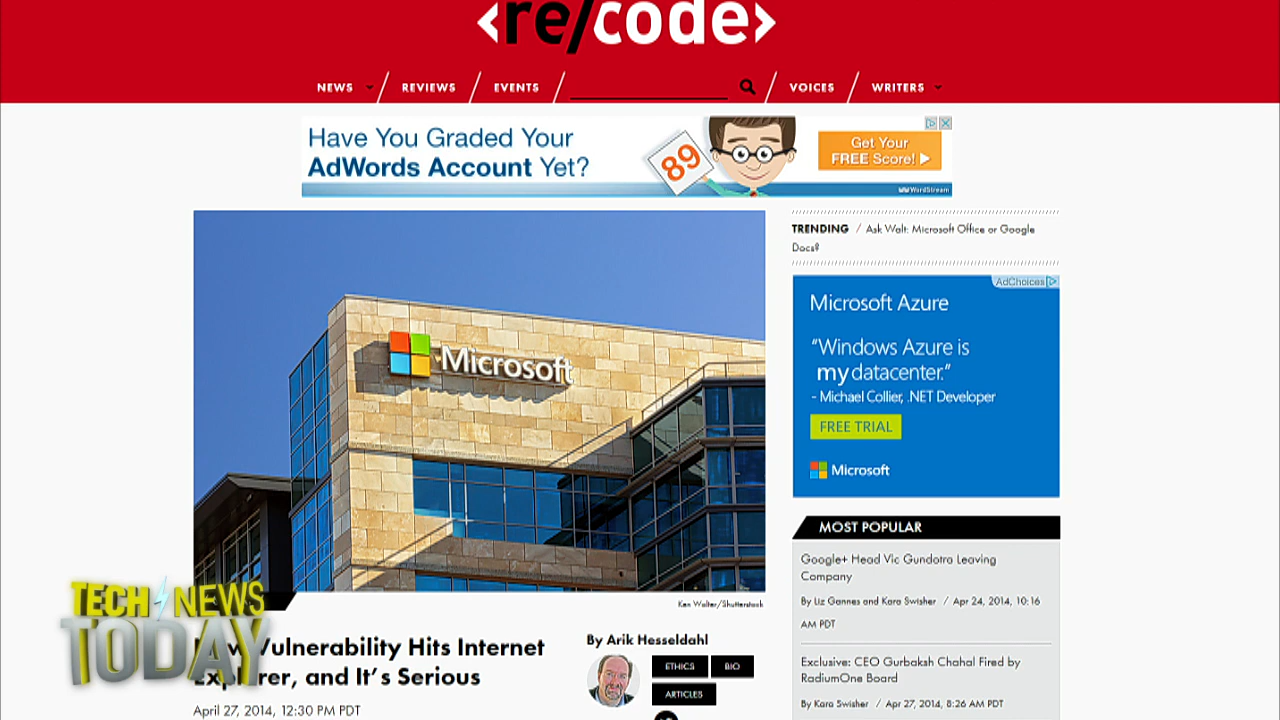 <re/code>
NEWS
REVIEWS
EVENTS
VOICES
WRITERS
Have You Graded Your
AdWords Account Yet?
89
Get Your
FREE Score!
WordStream
Microsoft
TRENDING / Ask Walt: Microsoft Office or Google
Docs?
AdChoices
Microsoft Azure
“Windows Azure is
my datacenter.”
- Michael Collier, .NET Developer
FREE TRIAL
Microsoft
MOST POPULAR
Google+ Head Vic Gundotra Leaving
Company
By Liz Gannes and Kara Swisher / Apr 24, 2014, 10:16
AM PDT
Exclusive: CEO Gurbaksh Chahal Fired by
RadiumOne Board
By Kara Swisher / Apr 27, 2014, 8:26 AM PDT
Ken Wolter/Shutterstock
TECH NEWS
TODAY
Vulnerability Hits Internet
and It’s Serious
April 27, 2014, 12:30 PM PDT
By Arik Hesseldahl
ETHICS
BIO
ARTICLES